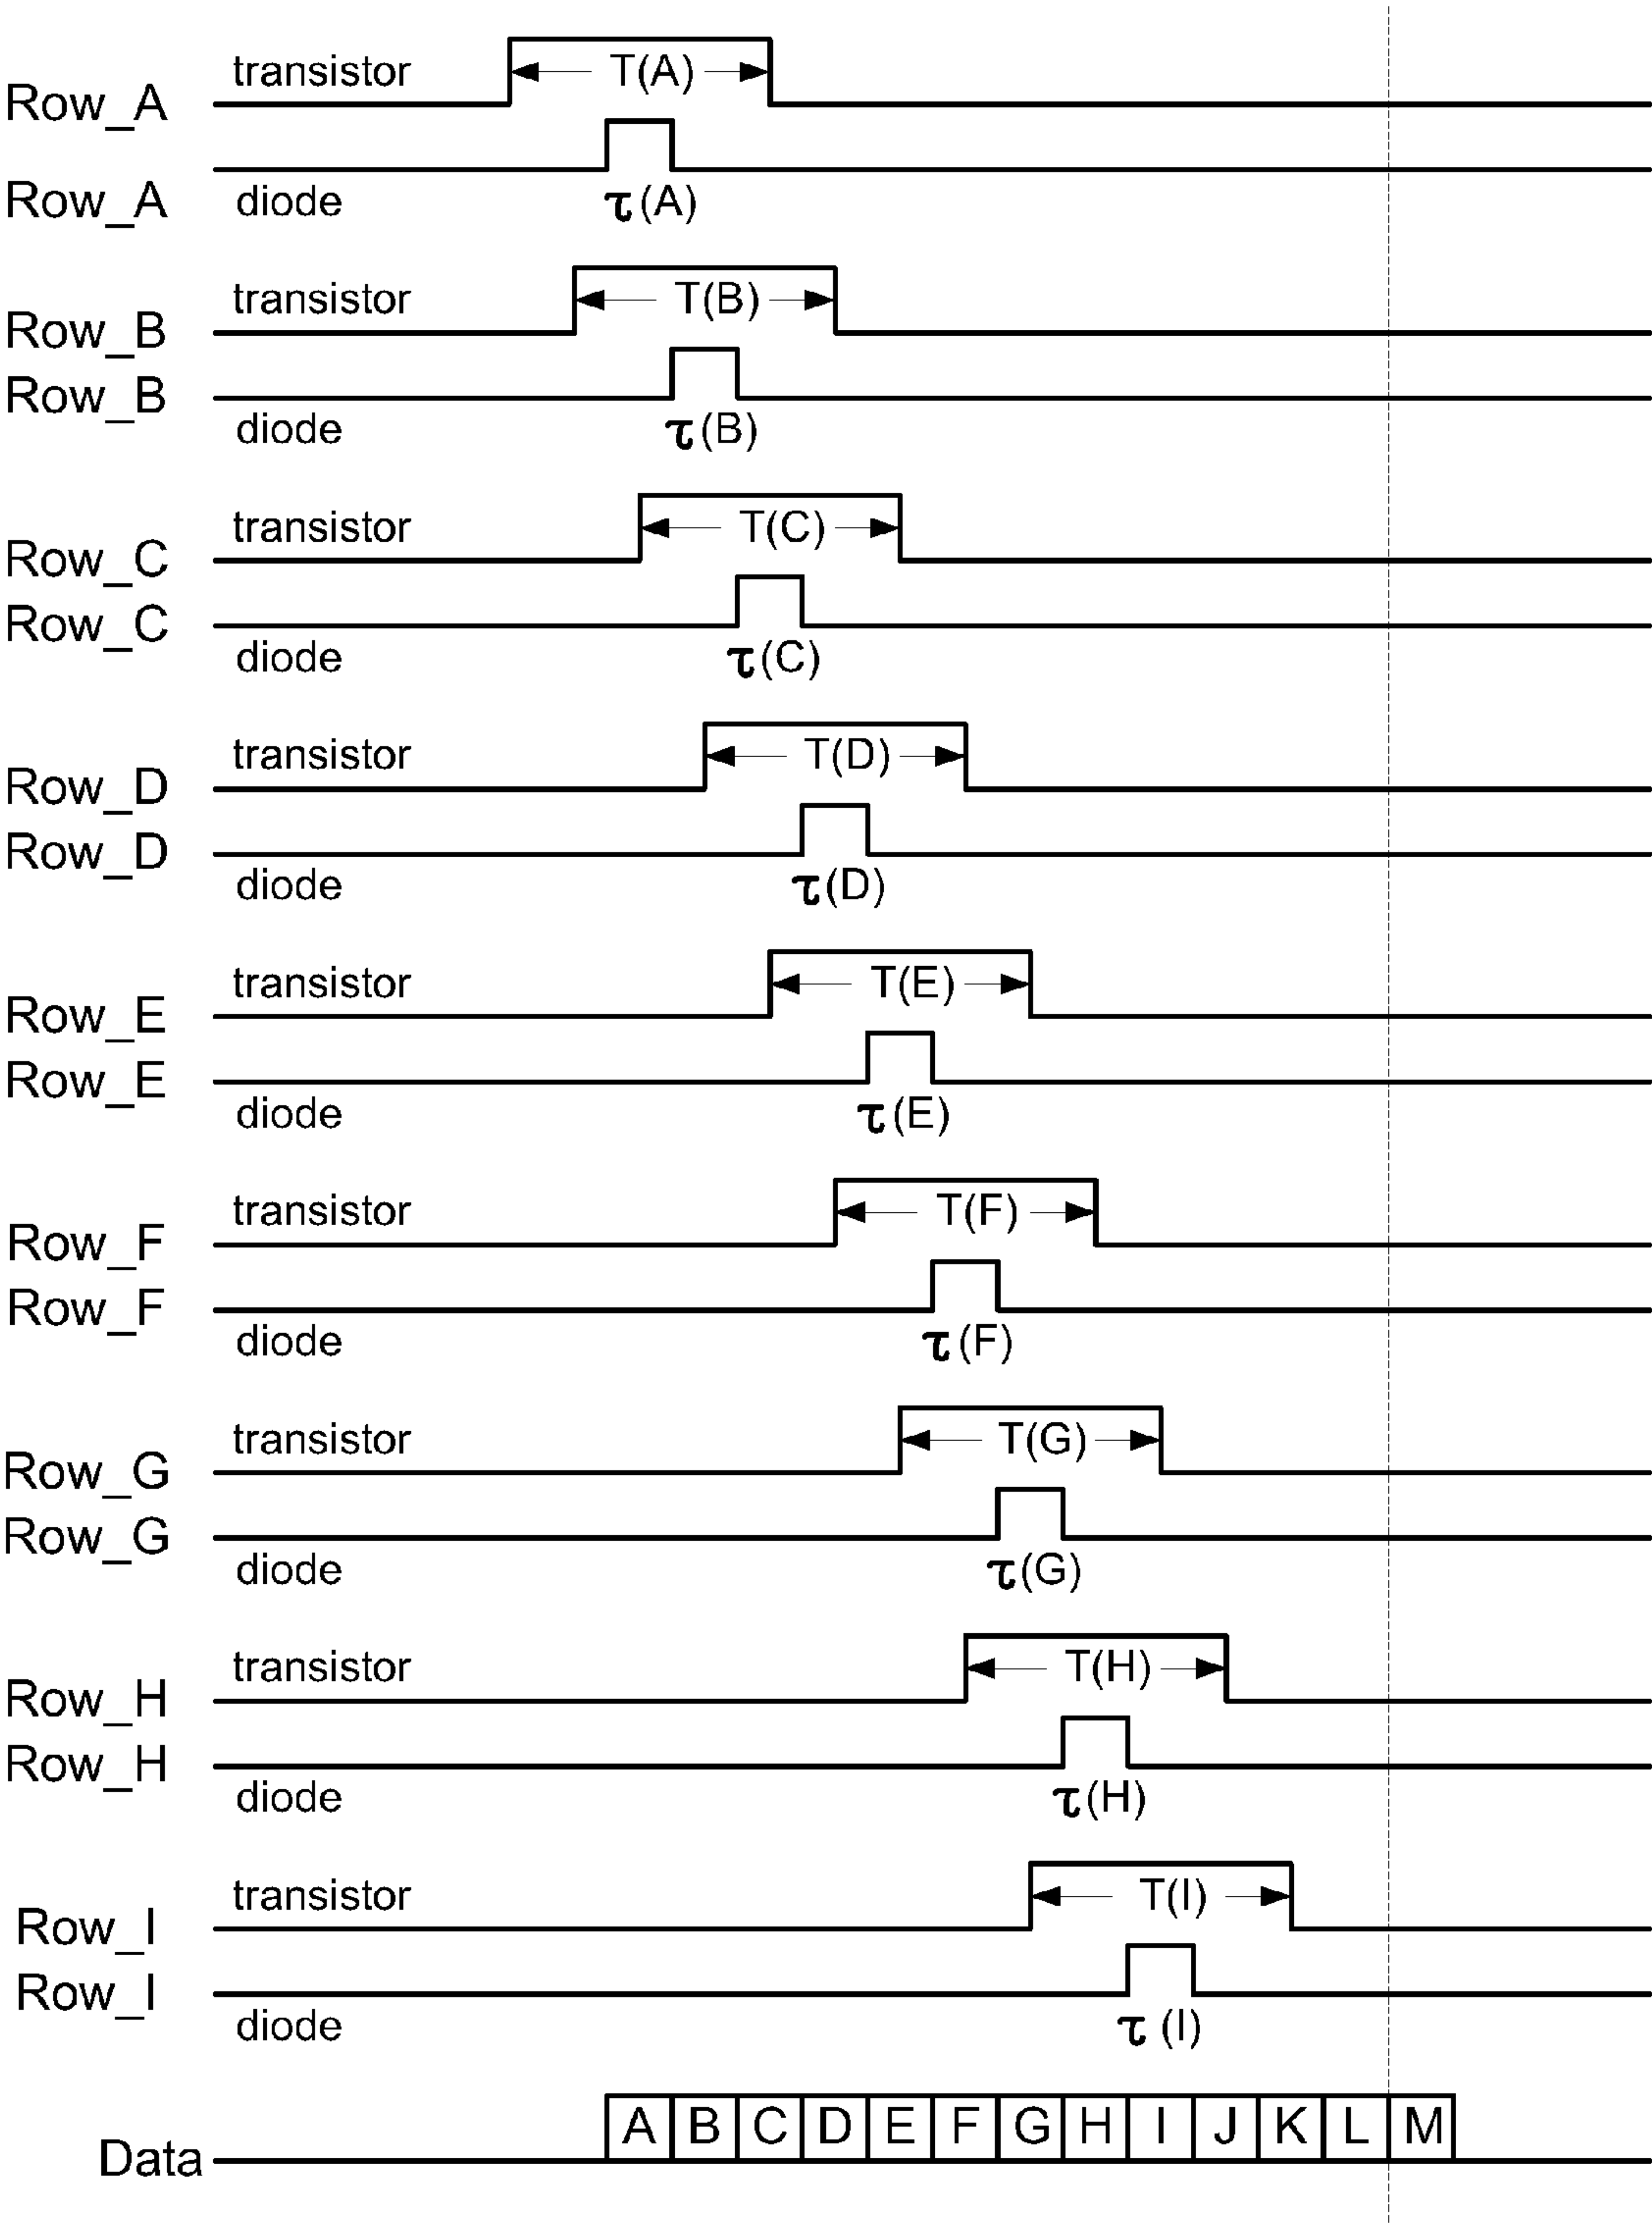 transistor
T(A)
Row_A
Row_A
diode
τ(A)
transistor
T(B)
Row_B
Row_B
diode
τ(B)
transistor
T(C)
Row_C
Row_C
diode
τ(C)
transistor
T(D)
Row_D
Row_D
diode
τ(D)
transistor
T(E)
Row_E
Row_E
diode
τ(E)
transistor
T(F)
Row_F
Row_F
diode
τ(F)
transistor
T(G)
Row_G
Row_G
diode
τ(G)
transistor
T(H)
Row_H
Row_H
diode
τ(H)
transistor
T(I)
Row_I
Row_I
diode
τ (I)
A B C D E F G H I J K L M
Data